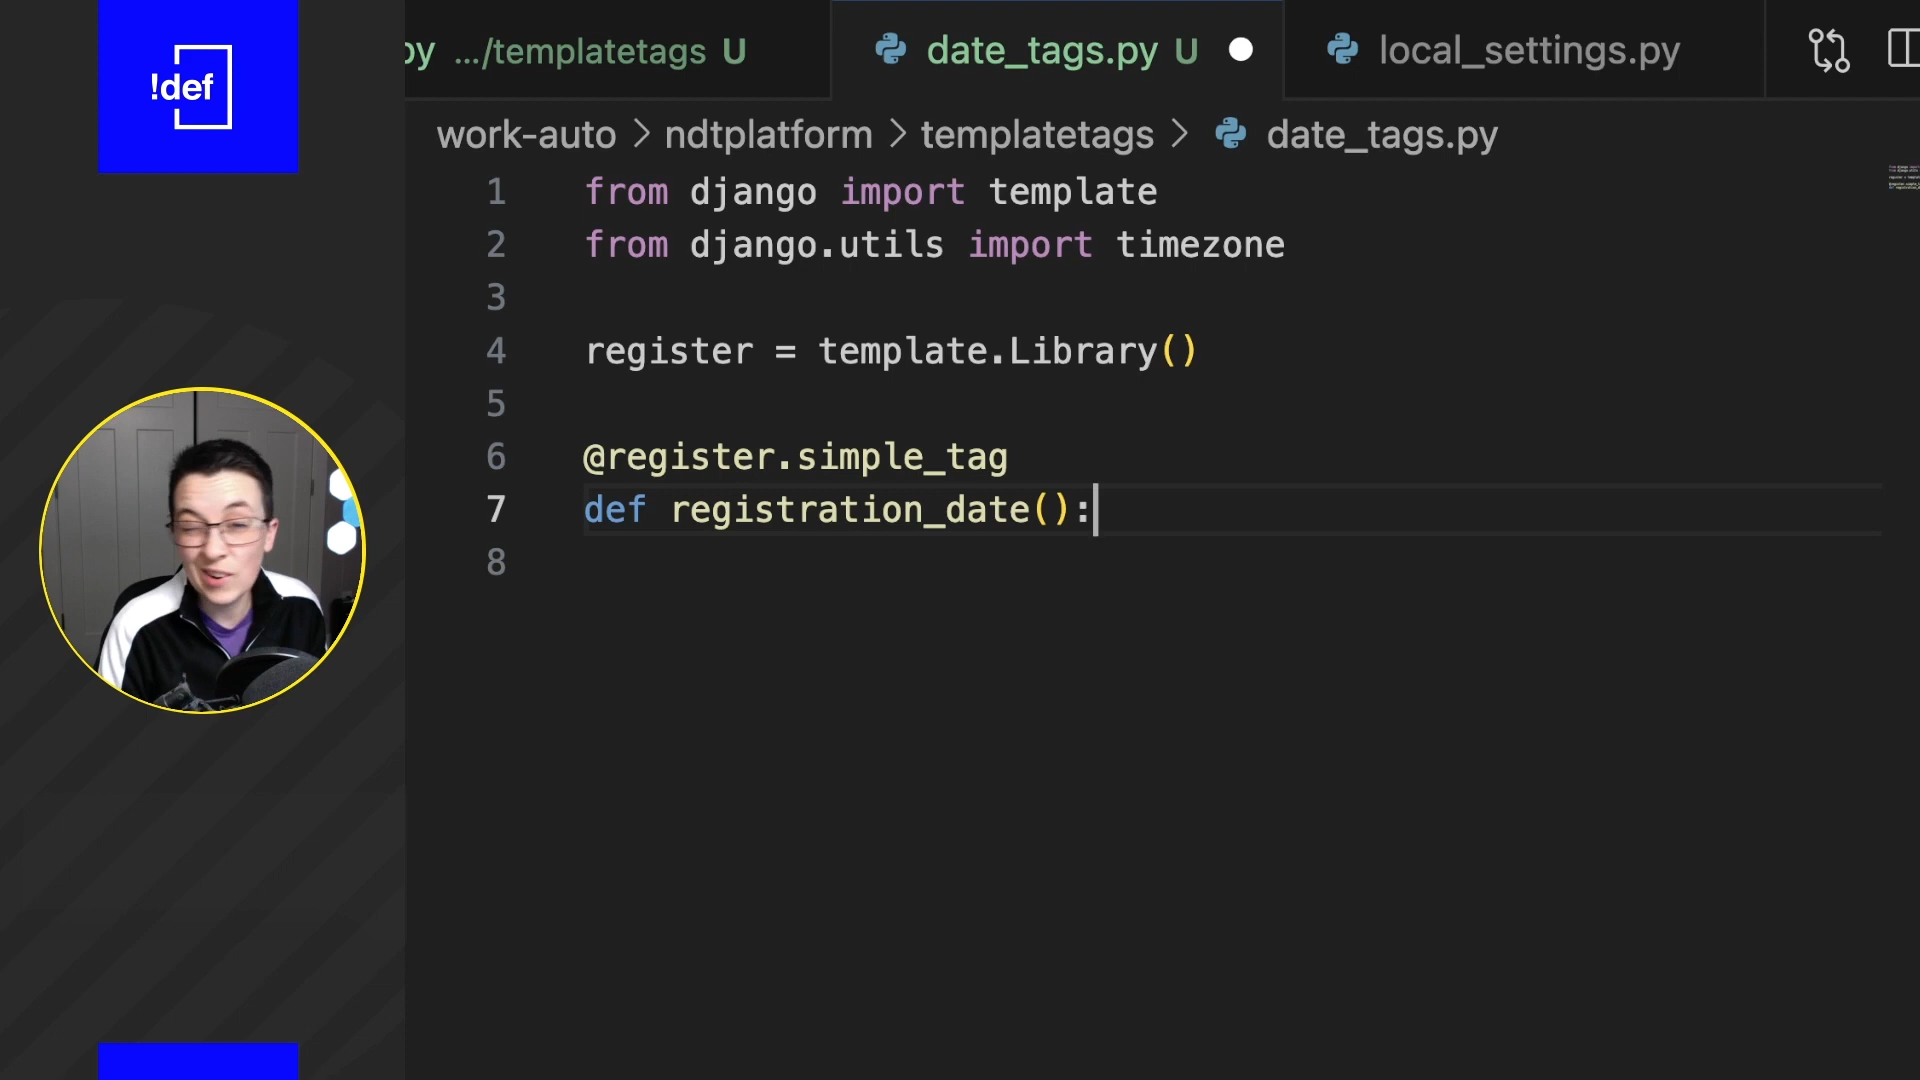 !def
py .../templatetags U
date_tags.py U
local_settings.py
work-auto > ndtplatform > templatetags > date_tags.py
1 from django import template
2 from django.utils import timezone
3
4 register = template.Library()
5
6 @register.simple_tag
7 def registration_date():
8